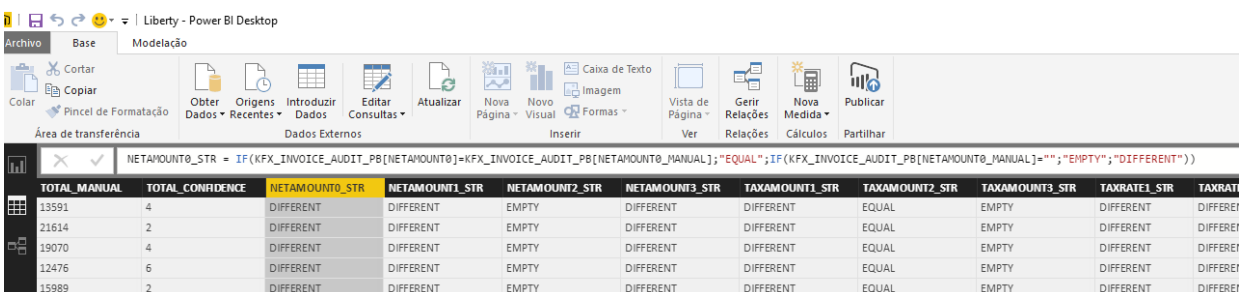 Liberty - Power BI Desktop
Archivo Base Modelação
Colar
Cortar
Copiar
Pincel de Formatação
Área de transferência
Obter Dados
Origens Recentes
Introduzir Dados
Editar Consultas
Atualizar
Dados Externos
Nova Página
Novo Visual
Caixa de Texto
Imagem
Formas
Inserir
Vista de Página
Ver
Gerir Relações
Relações
Nova Medida
Cálculos
Publicar
Partilhar
NETAMOUNT0_STR = IF(KFX_INVOICE_AUDIT_PB[NETAMOUNT0]=KFX_INVOICE_AUDIT_PB[NETAMOUNT0_MANUAL];"EQUAL";IF(KFX_INVOICE_AUDIT_PB[NETAMOUNT0_MANUAL]="";"EMPTY";"DIFFERENT"))
TOTAL_MANUAL TOTAL_CONFIDENCE NETAMOUNT0_STR NETAMOUNT1_STR NETAMOUNT2_STR NETAMOUNT3_STR TAXAMOUNT1_STR TAXAMOUNT2_STR TAXAMOUNT3_STR TAXRATE1_STR TAXRATE
13591 4 DIFFERENT DIFFERENT EMPTY DIFFERENT DIFFERENT EQUAL EMPTY DIFFERENT DIFFEREN
21614 2 DIFFERENT DIFFERENT EMPTY DIFFERENT DIFFERENT EQUAL EMPTY DIFFERENT DIFFEREN
19070 4 DIFFERENT DIFFERENT EMPTY DIFFERENT DIFFERENT EQUAL EMPTY DIFFERENT DIFFEREN
12476 6 DIFFERENT DIFFERENT EMPTY DIFFERENT DIFFERENT EQUAL EMPTY DIFFERENT DIFFEREN
15989 2 DIFFERENT DIFFERENT EMPTY DIFFERENT DIFFERENT EQUAL EMPTY DIFFERENT DIFFEREN